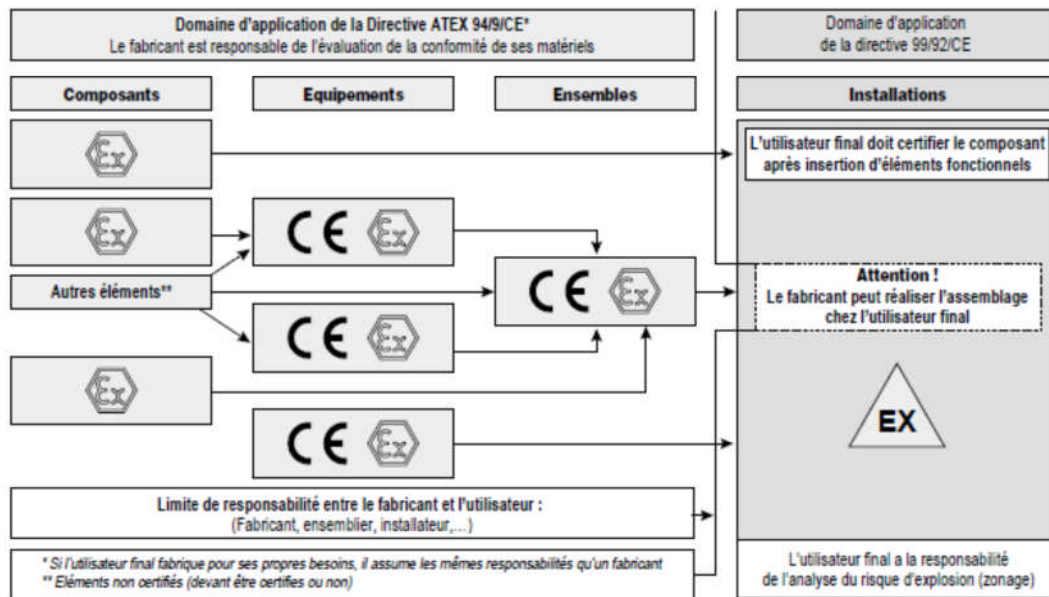 Domaine d'application de la Directive ATEX 94/9/CE*
Le fabricant est responsable de l'évaluation de la conformité de ses matériels
Domaine d'application
de la directive 99/92/CE
Composants
Equipements
Ensembles
Installations
Ex
L'utilisateur final doit certifier le composant
après insertion d'éléments fonctionnels
Ex
CE Ex
Autres éléments**
CE Ex
Attention !
Le fabricant peut réaliser l'assemblage
chez l'utilisateur final
CE Ex
Ex
EX
CE Ex
Limite de responsabilité entre le fabricant et l'utilisateur :
(Fabricant, ensemblier, installateur,...)
* Si l'utilisateur final fabrique pour ses propres besoins, il assume les mêmes responsabilités qu'un fabricant
** Eléments non certifiés (devant être certifies ou non)
L'utilisateur final a la responsabilité
de l'analyse du risque d'explosion (zonage)